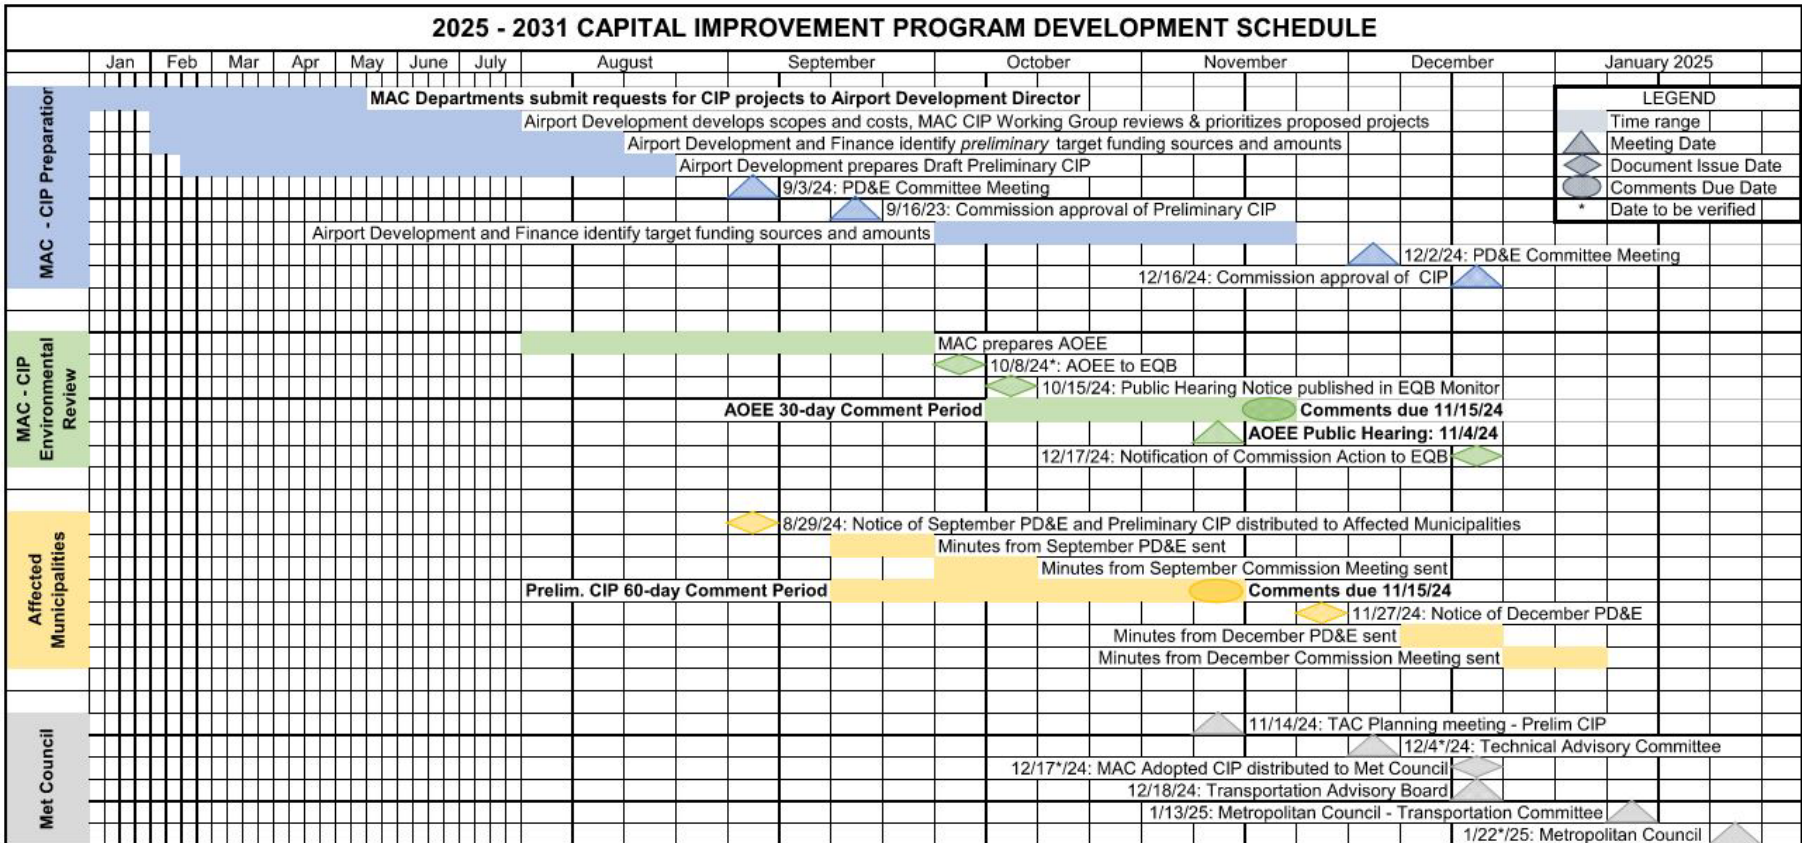 2025 - 2031 CAPITAL IMPROVEMENT PROGRAM DEVELOPMENT SCHEDULE
Jan Feb Mar Apr May June July August September October November December January 2025
MAC - CIP Preparation
MAC Departments submit requests for CIP projects to Airport Development Director
Airport Development develops scopes and costs, MAC CIP Working Group reviews & prioritizes proposed projects
Airport Development and Finance identify preliminary target funding sources and amounts
Airport Development prepares Draft Preliminary CIP
9/3/24: PD&E Committee Meeting
9/16/23: Commission approval of Preliminary CIP
Airport Development and Finance identify target funding sources and amounts
12/2/24: PD&E Committee Meeting
12/16/24: Commission approval of CIP
LEGEND
Time range
Meeting Date
Document Issue Date
Comments Due Date
* Date to be verified
MAC - CIP
Environmental
Review
MAC prepares AOEE
10/8/24*: AOEE to EQB
10/15/24: Public Hearing Notice published in EQB Monitor
AOEE 30-day Comment Period Comments due 11/15/24
AOEE Public Hearing: 11/4/24
12/17/24: Notification of Commission Action to EQB
Affected
Municipalities
8/29/24: Notice of September PD&E and Preliminary CIP distributed to Affected Municipalities
Minutes from September PD&E sent
Minutes from September Commission Meeting sent
Prelim. CIP 60-day Comment Period Comments due 11/15/24
11/27/24: Notice of December PD&E
Minutes from December PD&E sent
Minutes from December Commission Meeting sent
Met Council
11/14/24: TAC Planning meeting - Prelim CIP
12/4*/24: Technical Advisory Committee
12/17*/24: MAC Adopted CIP distributed to Met Council
12/18/24: Transportation Advisory Board
1/13/25: Metropolitan Council - Transportation Committee
1/22*/25: Metropolitan Council